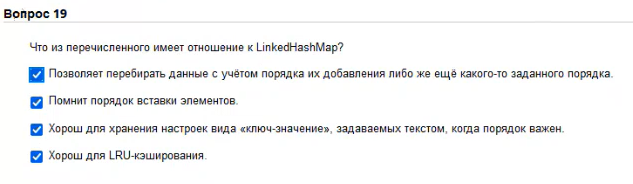 Вопрос 19
Что из перечисленного имеет отношение к LinkedHashMap?
Позволяет перебирать данные с учётом порядка их добавления либо же ещё какого-то заданного порядка.
Помнит порядок вставки элементов.
Хорош для хранения настроек вида «ключ-значение», задаваемых текстом, когда порядок важен.
Хорош для LRU-кэширования.